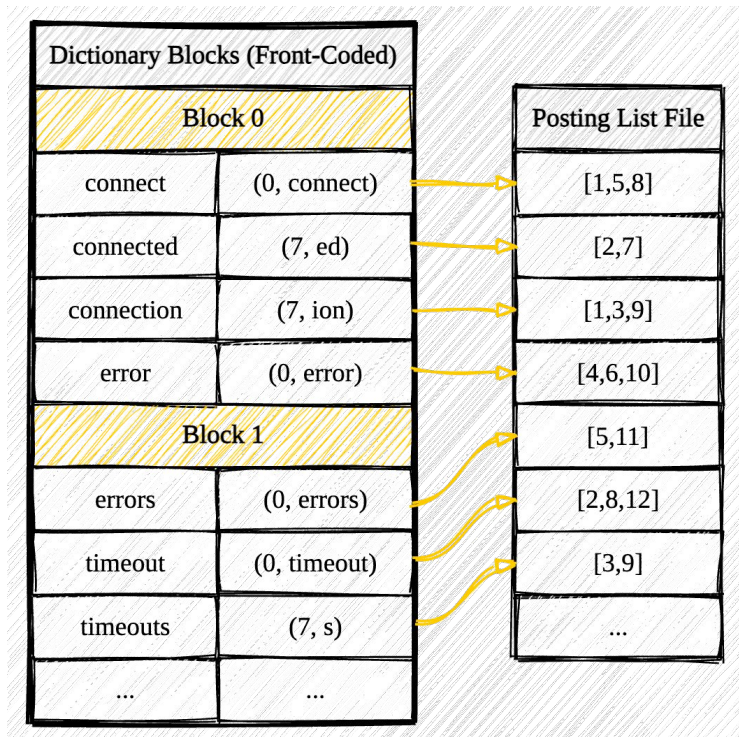 Dictionary Blocks (Front-Coded)
Block 0
connect (0, connect)
connected (7, ed)
connection (7, ion)
error (0, error)
Block 1
errors (0, errors)
timeout (0, timeout)
timeouts (7, s)
... ...
Posting List File
[1,5,8]
[2,7]
[1,3,9]
[4,6,10]
[5,11]
[2,8,12]
[3,9]
...